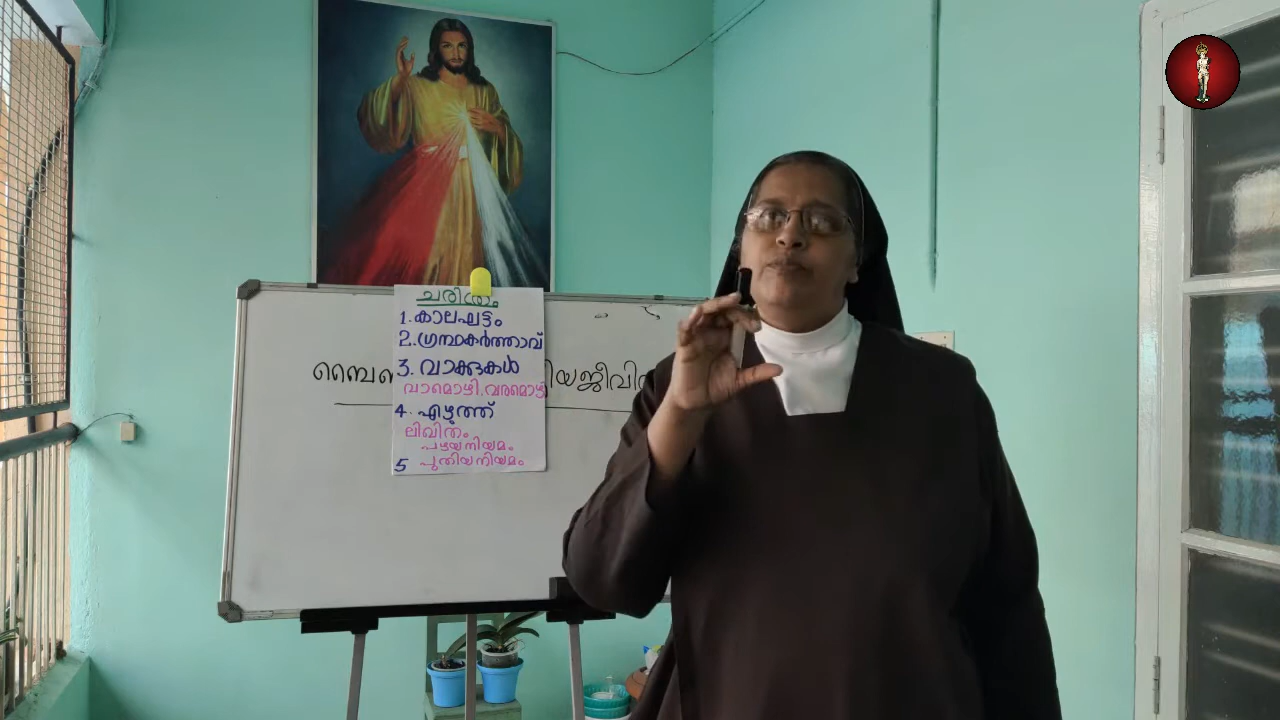 ചരിത്രം
1. കാലഘട്ടം
2. ഗ്രന്ഥകർത്താവ്
3. വാക്കുകൾ
വാമൊഴി, വരമൊഴി
4. എഴുത്ത്
ലിഖിതം
പഴയനിയമം
5 പുതിയനിയമം